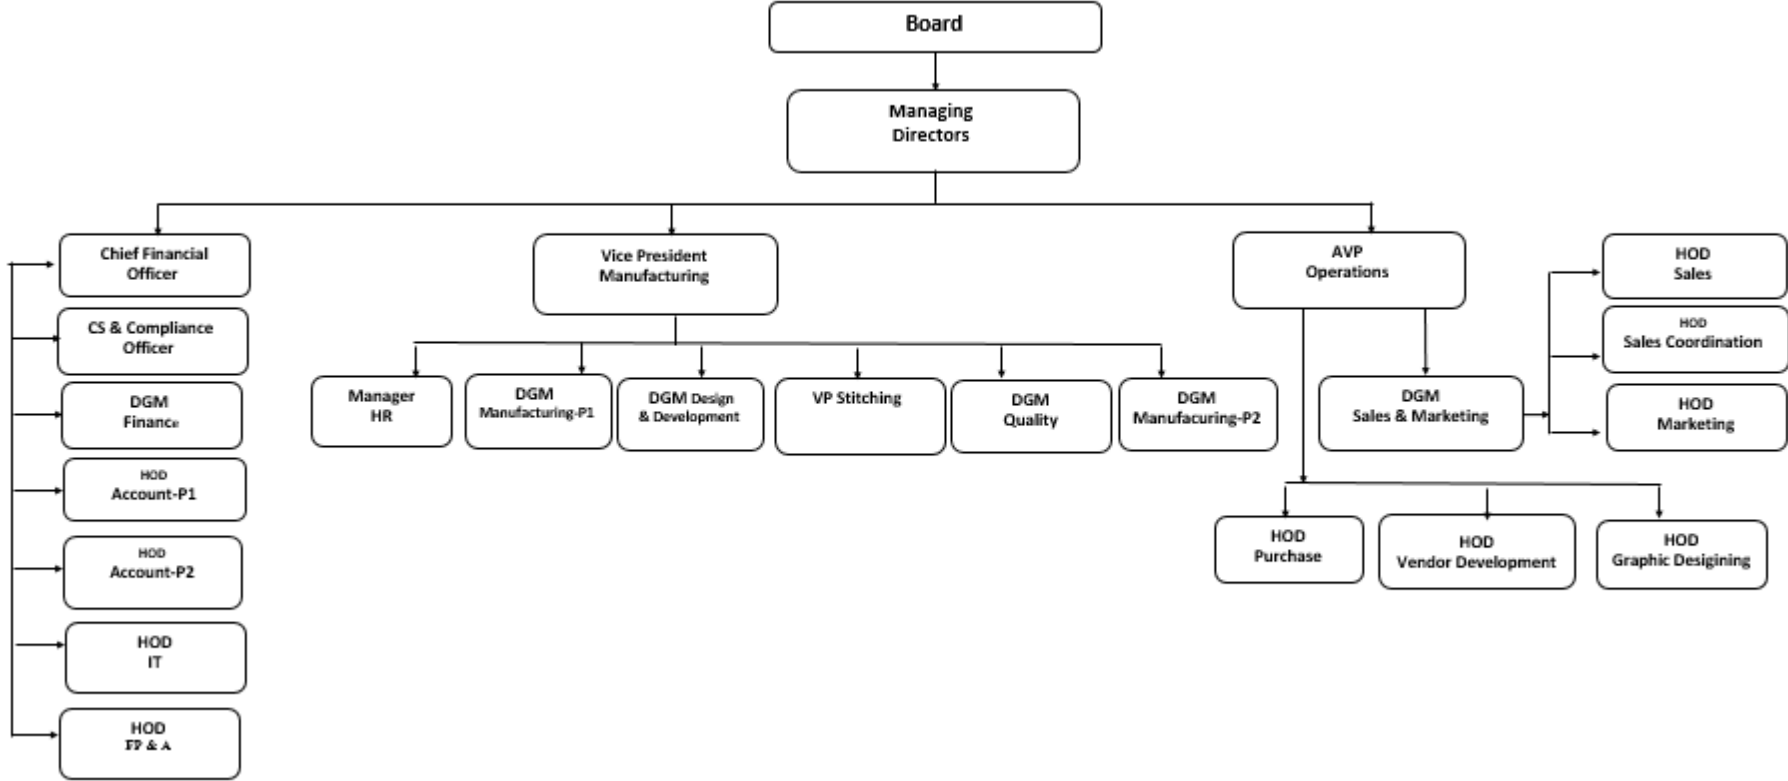 Board
Managing
Directors
Chief Financial
Officer
CS & Compliance
Officer
DGM
Finance
HOD
Account-P1
HOD
Account-P2
HOD
IT
HOD
FP & A
Vice President
Manufacturing
Manager
HR
DGM
Manufacturing-P1
DGM Design
& Development
VP Stitching
DGM
Quality
DGM
Manufacuring-P2
AVP
Operations
DGM
Sales & Marketing
HOD
Sales
HOD
Sales Coordination
HOD
Marketing
HOD
Purchase
HOD
Vendor Development
HOD
Graphic Desigining